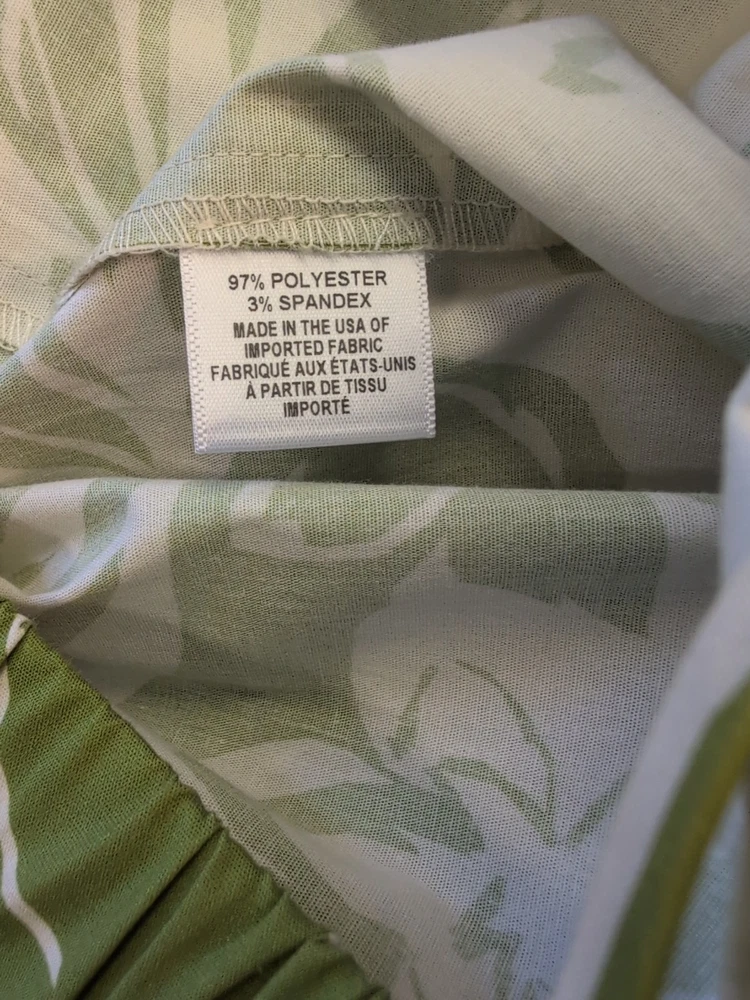 97% POLYESTER
3% SPANDEX
MADE IN THE USA OF
IMPORTED FABRIC
FABRIQUÉ AUX ÉTATS-UNIS
À PARTIR DE TISSU
IMPORTÉ